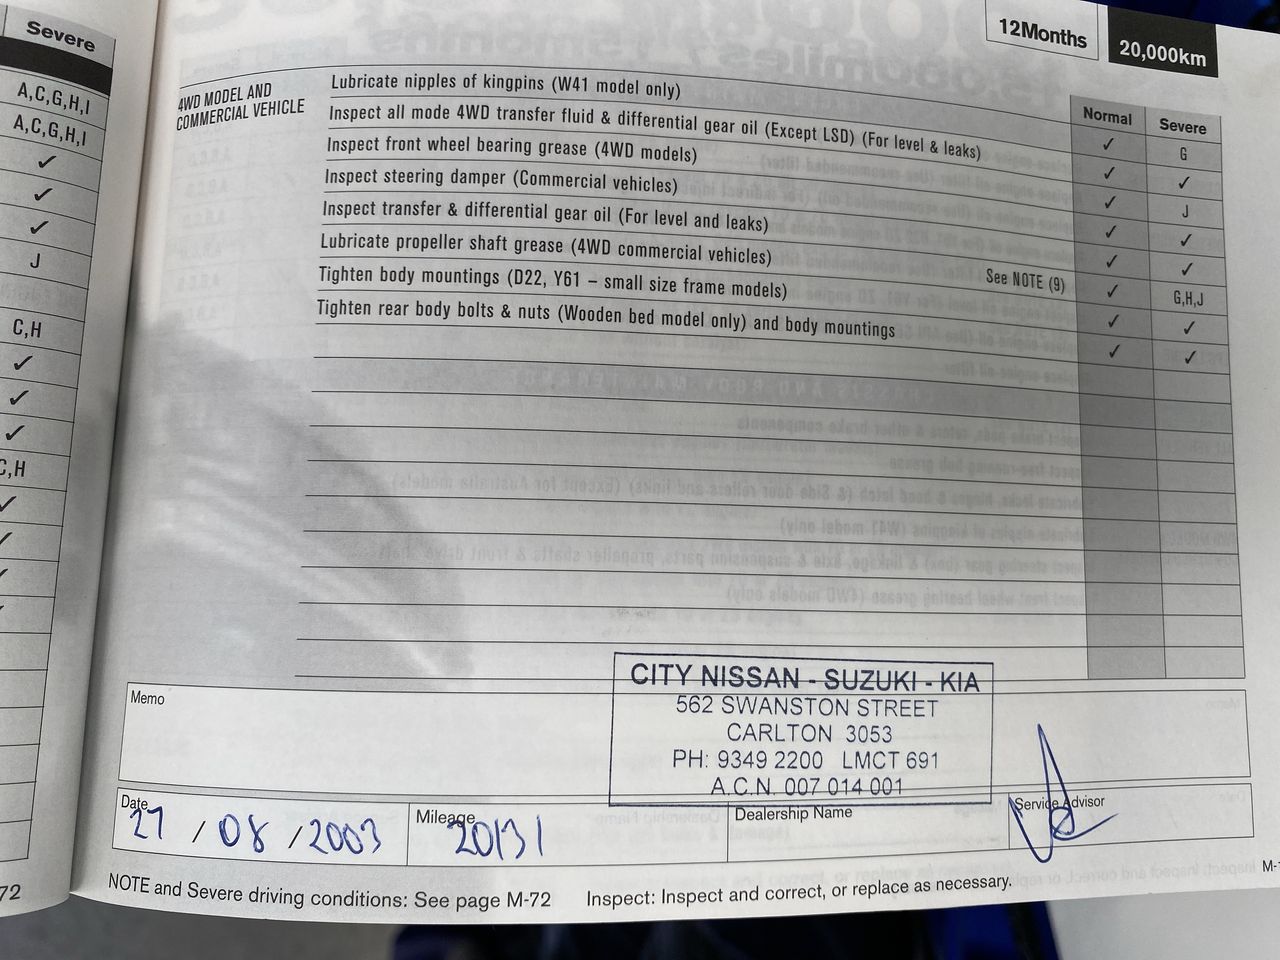 Severe
A,C,G,H,I
A,C,G,H,I
✓
✓
✓
J
C,H
✓
✓
✓
C,H
✓
✓
✓
72
12Months
20,000km
Normal Severe
4WD MODEL AND
COMMERCIAL VEHICLE
Lubricate nipples of kingpins (W41 model only) ✓ G
Inspect all mode 4WD transfer fluid & differential gear oil (Except LSD) (For level & leaks) ✓ ✓
Inspect front wheel bearing grease (4WD models) ✓ J
Inspect steering damper (Commercial vehicles) ✓ ✓
Inspect transfer & differential gear oil (For level and leaks) ✓ ✓
Lubricate propeller shaft grease (4WD commercial vehicles) See NOTE (9) ✓ G,H,J
Tighten body mountings (D22, Y61 – small size frame models) ✓ ✓
Tighten rear body bolts & nuts (Wooden bed model only) and body mountings ✓ ✓
Memo
CITY NISSAN - SUZUKI - KIA
562 SWANSTON STREET
CARLTON 3053
PH: 9349 2200 LMCT 691
A.C.N. 007 014 001
Date
27 / 08 / 2003
Mileage
20131
Dealership Name
Service Advisor
NOTE and Severe driving conditions: See page M-72
Inspect: Inspect and correct, or replace as necessary.